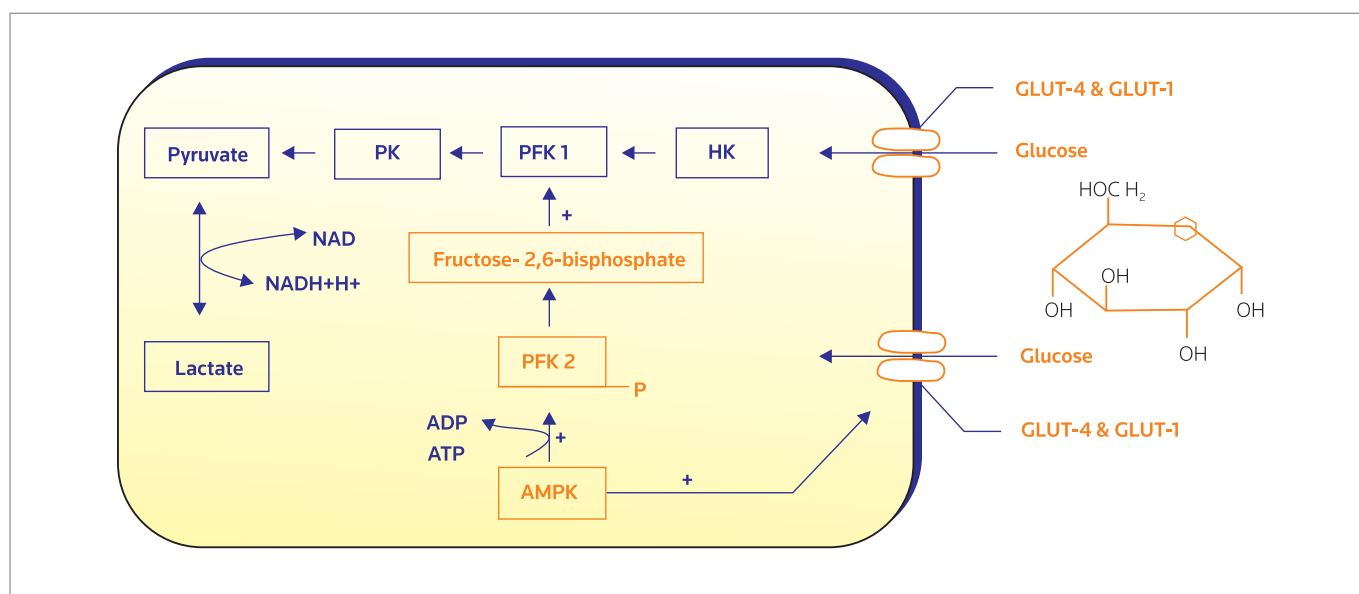 GLUT-4 & GLUT-1
Pyruvate
PK
PFK 1
HK
Glucose
+
NAD
NADH+H+
Fructose- 2,6-bisphosphate
HOC H2
OH
OH
OH
OH
Lactate
PFK 2
P
Glucose
ADP
ATP
+
GLUT-4 & GLUT-1
AMPK
+